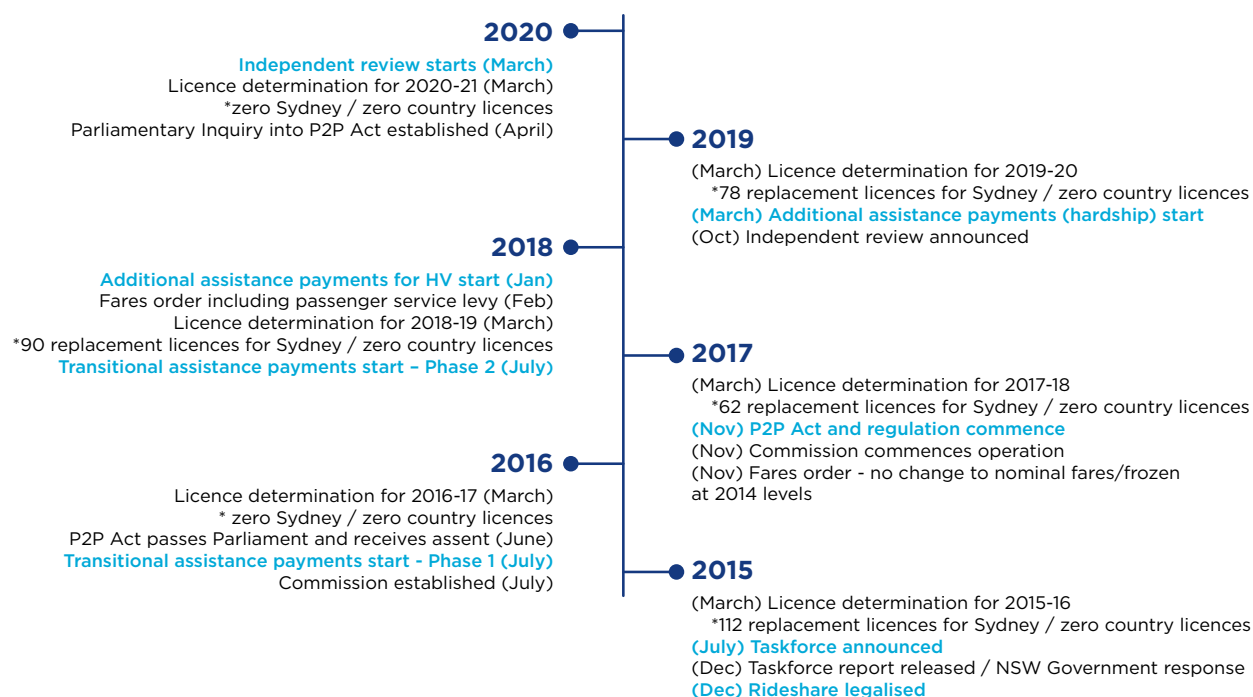 2020
Independent review starts (March)
Licence determination for 2020-21 (March)
*zero Sydney / zero country licences
Parliamentary Inquiry into P2P Act established (April)
2019
(March) Licence determination for 2019-20
*78 replacement licences for Sydney / zero country licences
(March) Additional assistance payments (hardship) start
(Oct) Independent review announced
2018
Additional assistance payments for HV start (Jan)
Fares order including passenger service levy (Feb)
Licence determination for 2018-19 (March)
*90 replacement licences for Sydney / zero country licences
Transitional assistance payments start – Phase 2 (July)
2017
(March) Licence determination for 2017-18
*62 replacement licences for Sydney / zero country licences
(Nov) P2P Act and regulation commence
(Nov) Commission commences operation
(Nov) Fares order - no change to nominal fares/frozen
at 2014 levels
2016
Licence determination for 2016-17 (March)
* zero Sydney / zero country licences
P2P Act passes Parliament and receives assent (June)
Transitional assistance payments start - Phase 1 (July)
Commission established (July)
2015
(March) Licence determination for 2015-16
*112 replacement licences for Sydney / zero country licences
(July) Taskforce announced
(Dec) Taskforce report released / NSW Government response
(Dec) Rideshare legalised